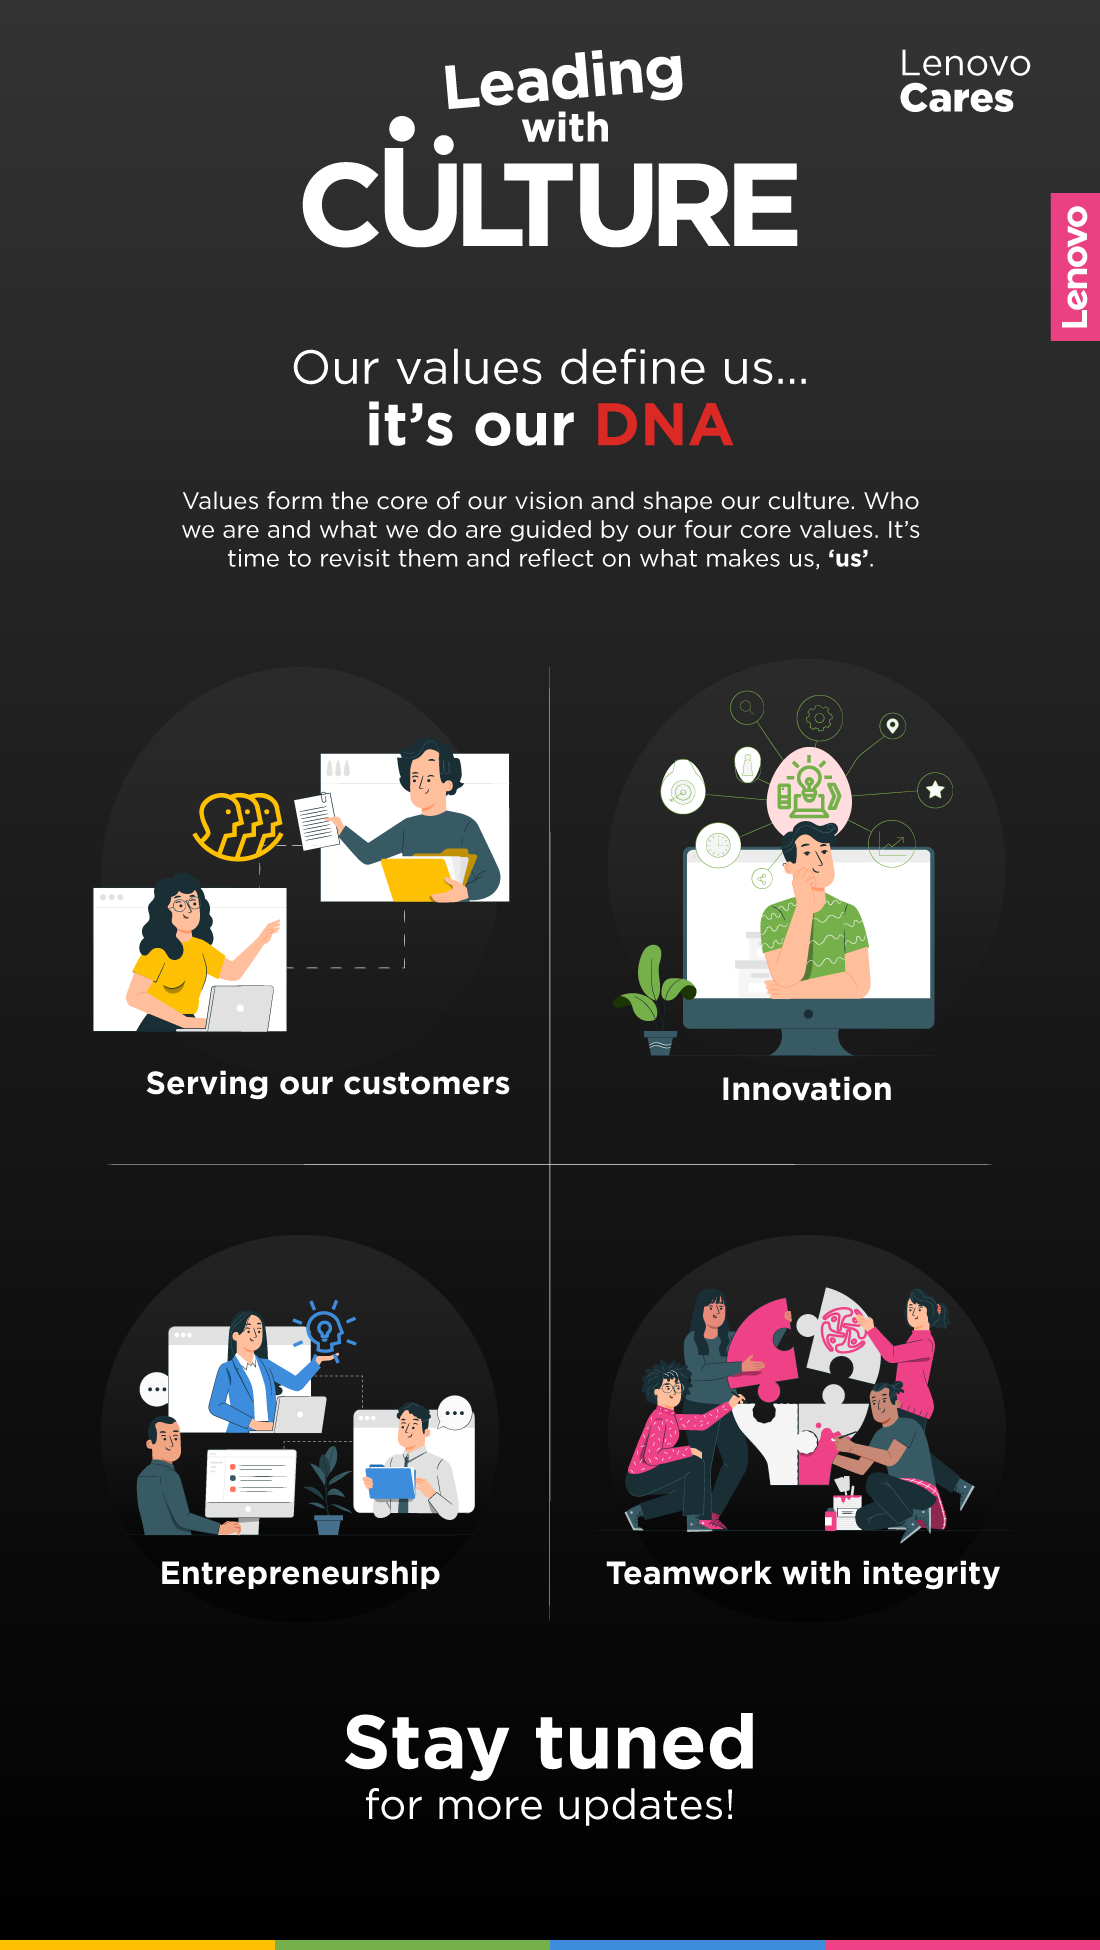 Leading
with
CULTURE
Lenovo
Cares
Lenovo
Our values define us...
it's our DNA
Values form the core of our vision and shape our culture. Who
we are and what we do are guided by our four core values. It's
time to revisit them and reflect on what makes us, ‘us’.
Serving our customers
Innovation
Entrepreneurship
Teamwork with integrity
Stay tuned
for more updates!